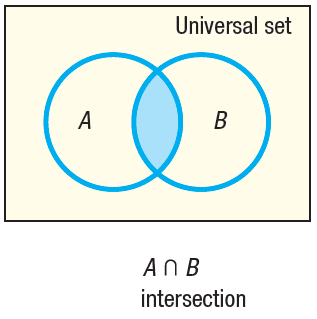 Universal set
A
B
A ∩ B
intersection